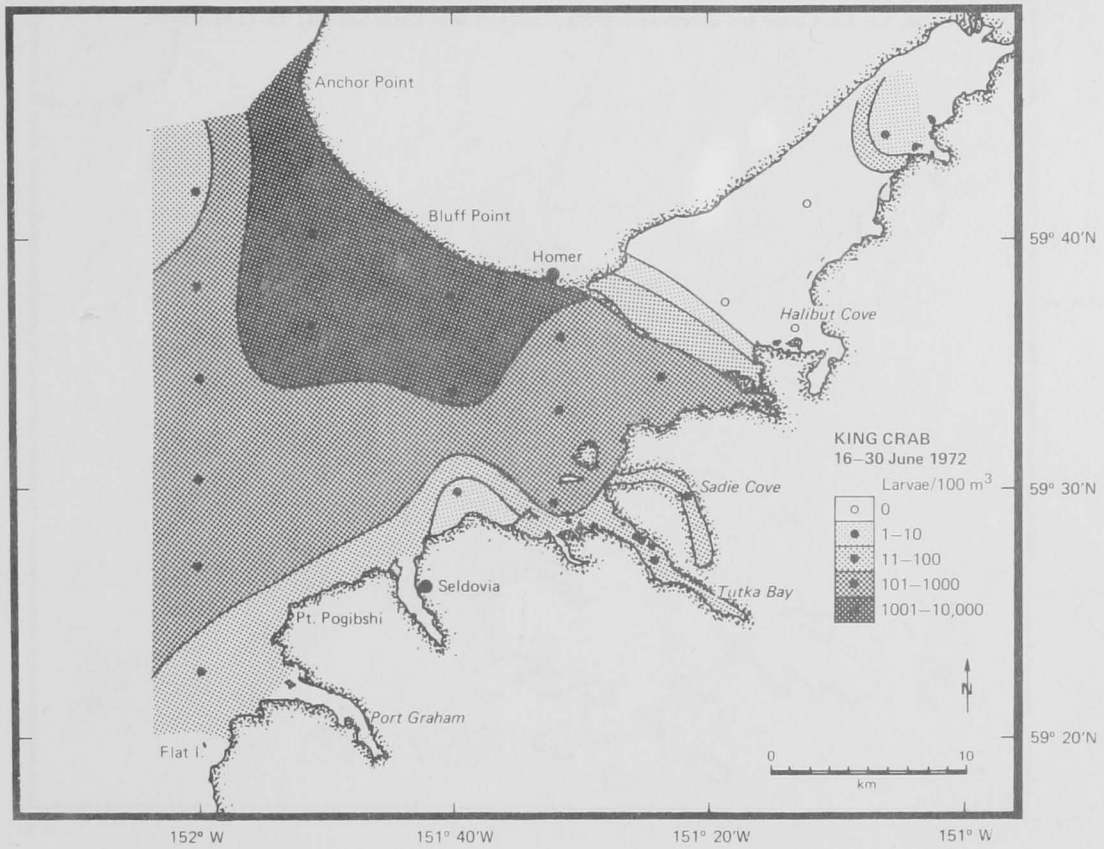 Anchor Point
Bluff Point
Homer
59° 40'N
Halibut Cove
KING CRAB
16–30 June 1972
Larvae/100 m³
0
1–10
11–100
101–1000
1001–10,000
59° 30'N
Sadie Cove
Seldovia
Tutka Bay
Pt. Pogibshi
N
Port Graham
Flat I.
59° 20'N
0 10
km
152° W 151° 40'W 151° 20'W 151° W